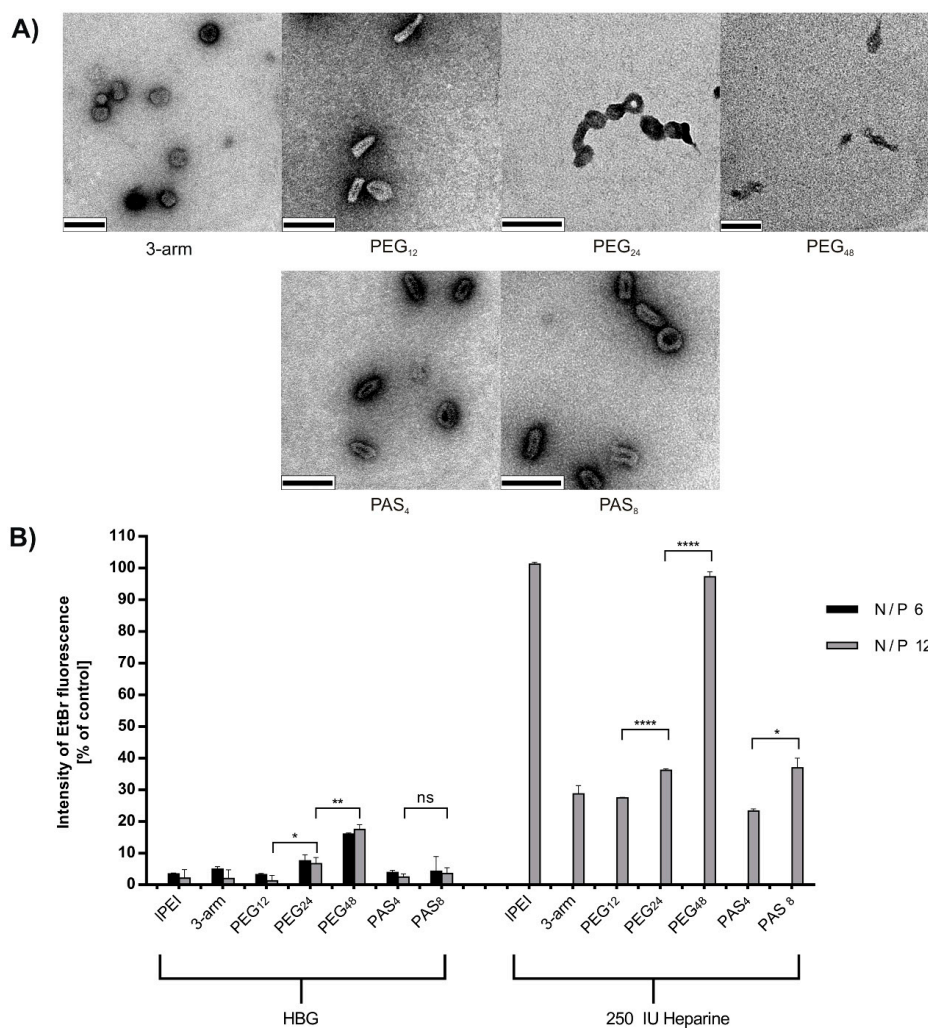 A)
3-arm
PEG₁₂
PEG₂₄
PEG₄₈
PAS₄
PAS₈
B)
Intensity of EtBr fluorescence
[% of control]
110
100
90
80
70
60
50
40
30
20
10
0
*
**
ns
****
****
*
N / P 6
N / P 12
lPEI
3-arm
PEG₁₂
PEG₂₄
PEG₄₈
PAS₄
PAS₈
lPEI
3-arm
PEG₁₂
PEG₂₄
PEG₄₈
PAS₄
PAS ₈
HBG
250 IU Heparine